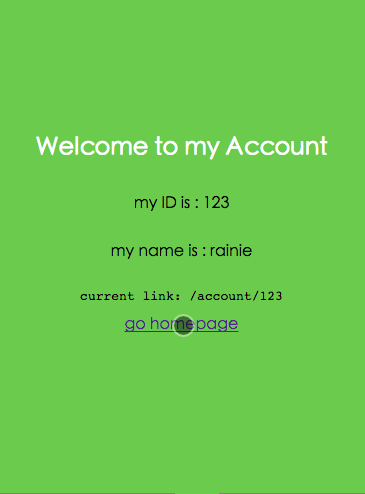 Welcome to my Account
my ID is : 123
my name is : rainie
current link: /account/123
go homepage